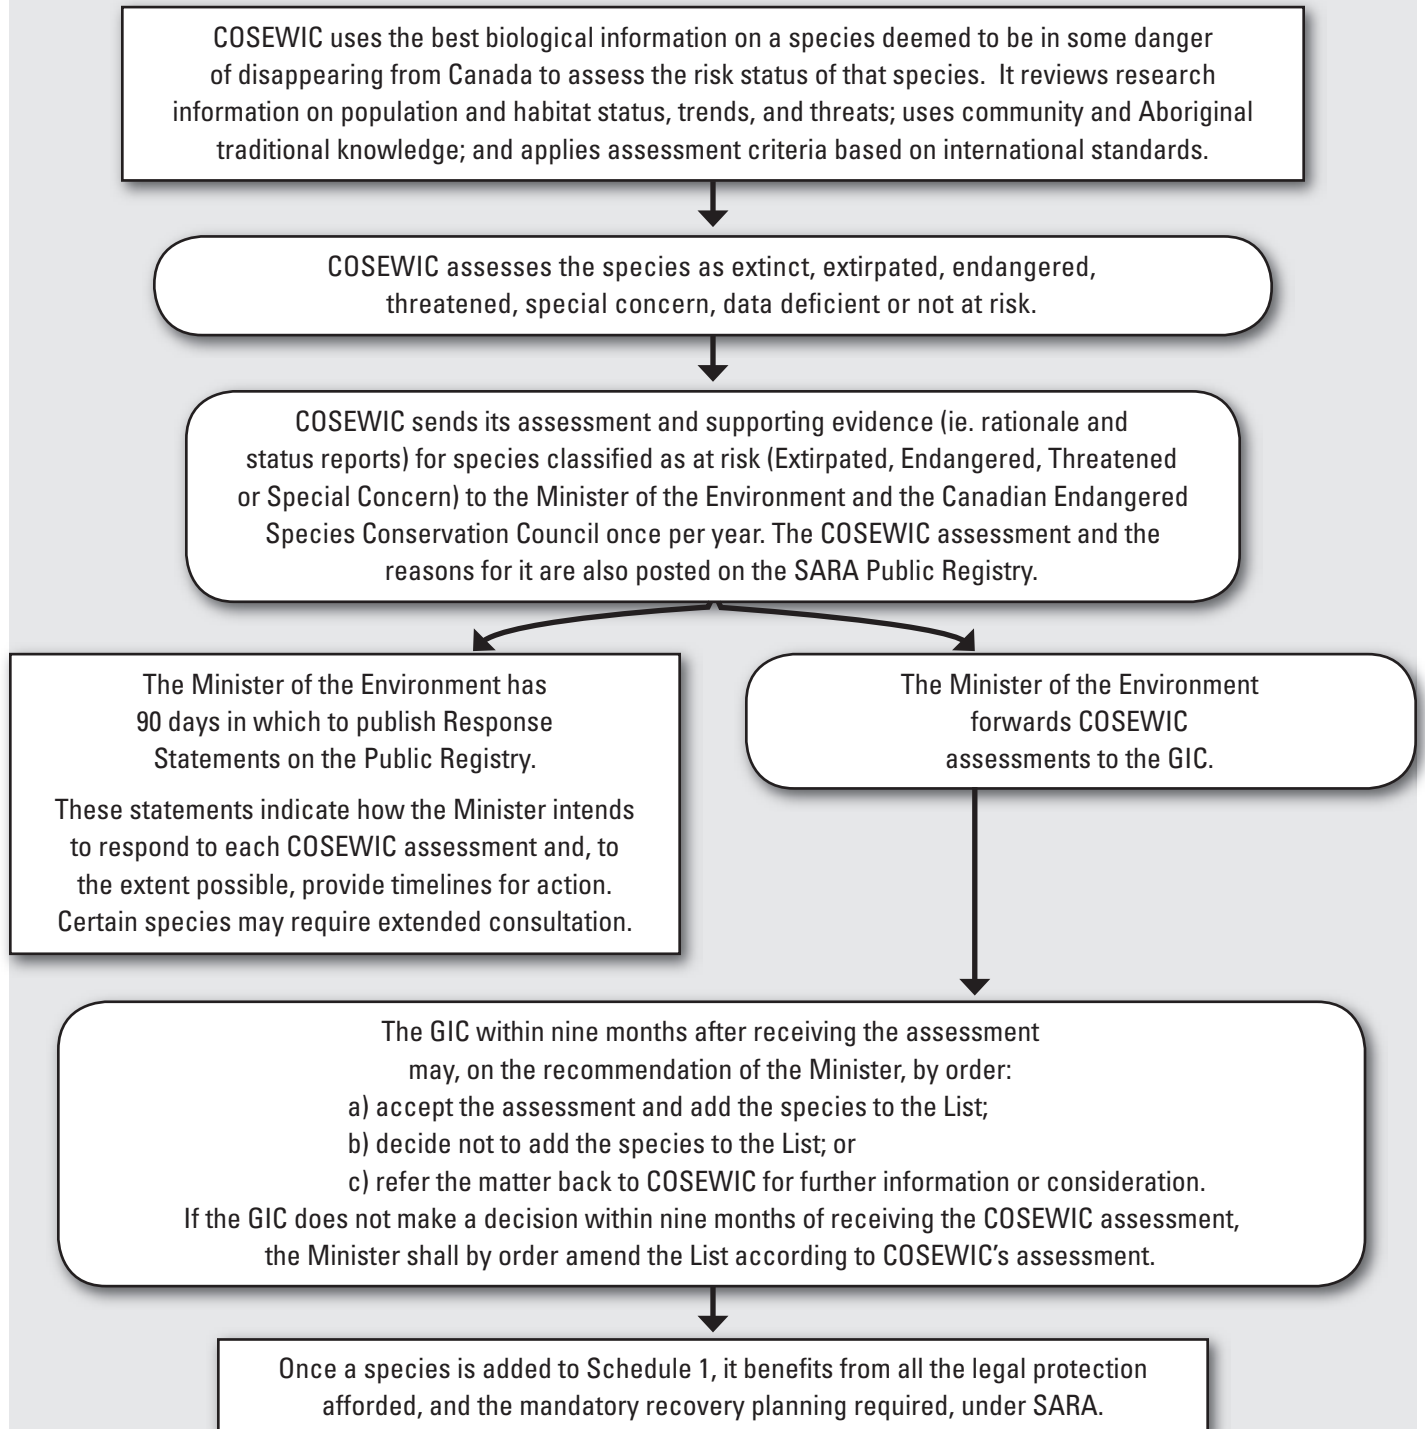 COSEWIC uses the best biological information on a species deemed to be in some danger
of disappearing from Canada to assess the risk status of that species. It reviews research
information on population and habitat status, trends, and threats; uses community and Aboriginal
traditional knowledge; and applies assessment criteria based on international standards.
COSEWIC assesses the species as extinct, extirpated, endangered,
threatened, special concern, data deficient or not at risk.
COSEWIC sends its assessment and supporting evidence (ie. rationale and
status reports) for species classified as at risk (Extirpated, Endangered, Threatened
or Special Concern) to the Minister of the Environment and the Canadian Endangered
Species Conservation Council once per year. The COSEWIC assessment and the
reasons for it are also posted on the SARA Public Registry.
The Minister of the Environment has
90 days in which to publish Response
Statements on the Public Registry.
These statements indicate how the Minister intends
to respond to each COSEWIC assessment and, to
the extent possible, provide timelines for action.
Certain species may require extended consultation.
The Minister of the Environment
forwards COSEWIC
assessments to the GIC.
The GIC within nine months after receiving the assessment
may, on the recommendation of the Minister, by order:
a) accept the assessment and add the species to the List;
b) decide not to add the species to the List; or
c) refer the matter back to COSEWIC for further information or consideration.
If the GIC does not make a decision within nine months of receiving the COSEWIC assessment,
the Minister shall by order amend the List according to COSEWIC's assessment.
Once a species is added to Schedule 1, it benefits from all the legal protection
afforded, and the mandatory recovery planning required, under SARA.